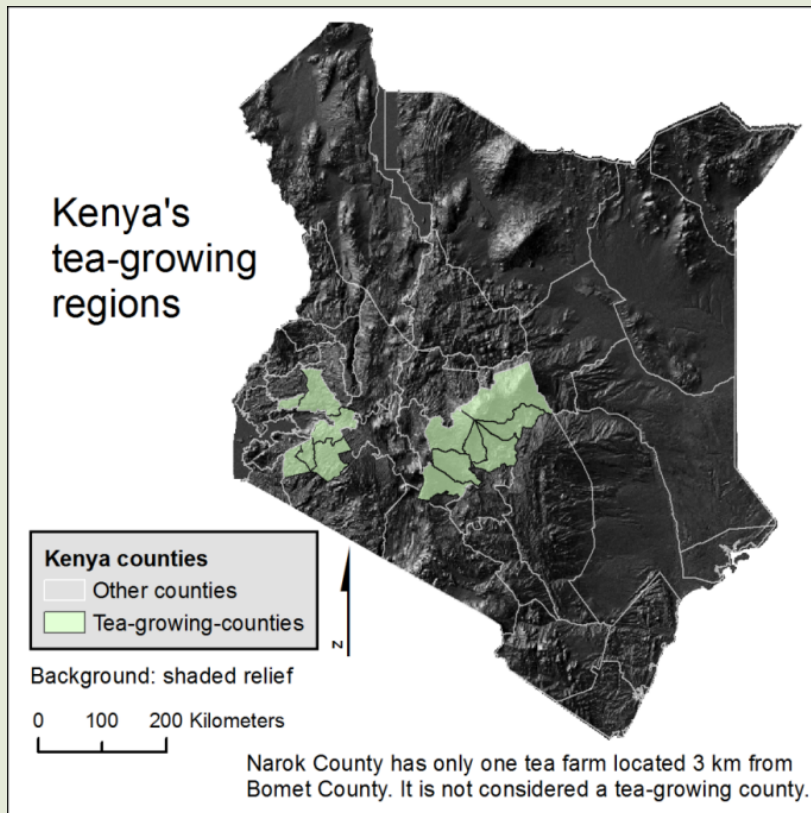 Kenya's
tea-growing
regions
Kenya counties
Other counties
Tea-growing-counties
N
Background: shaded relief
0 100 200 Kilometers
Narok County has only one tea farm located 3 km from
Bomet County. It is not considered a tea-growing county.